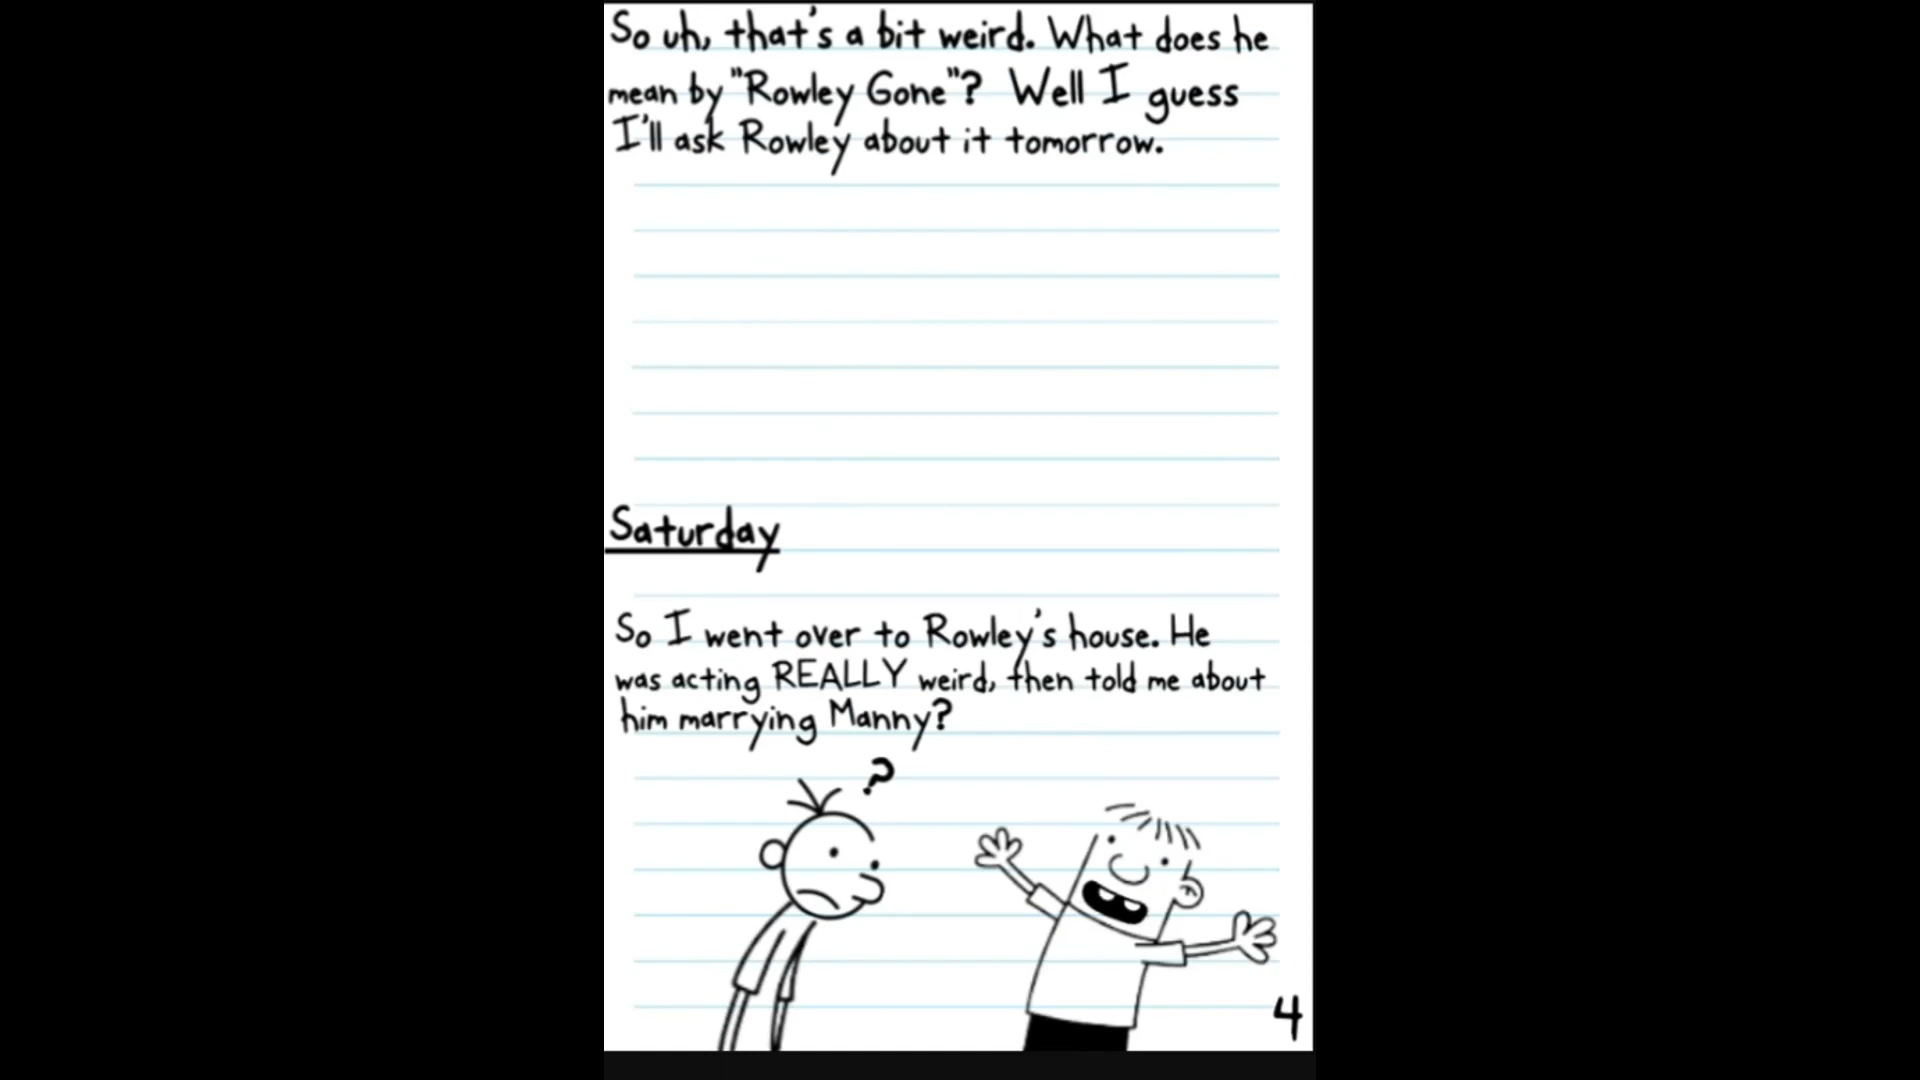 So uh, that's a bit weird. What does he
mean by "Rowley Gone"? Well I guess
I'll ask Rowley about it tomorrow.
Saturday
So I went over to Rowley's house. He
was acting REALLY weird, then told me about
him marrying Manny?
?
4